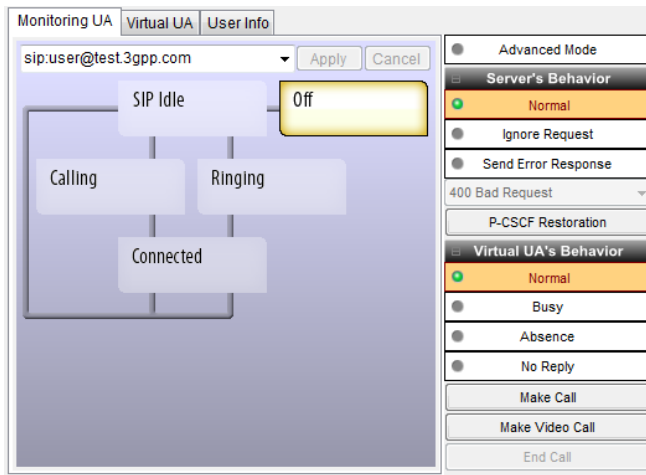 Monitoring UA Virtual UA User Info
sip:user@test.3gpp.com Apply Cancel
SIP Idle Off
Calling Ringing
Connected
Advanced Mode
Server's Behavior
Normal
Ignore Request
Send Error Response
400 Bad Request
P-CSCF Restoration
Virtual UA's Behavior
Normal
Busy
Absence
No Reply
Make Call
Make Video Call
End Call